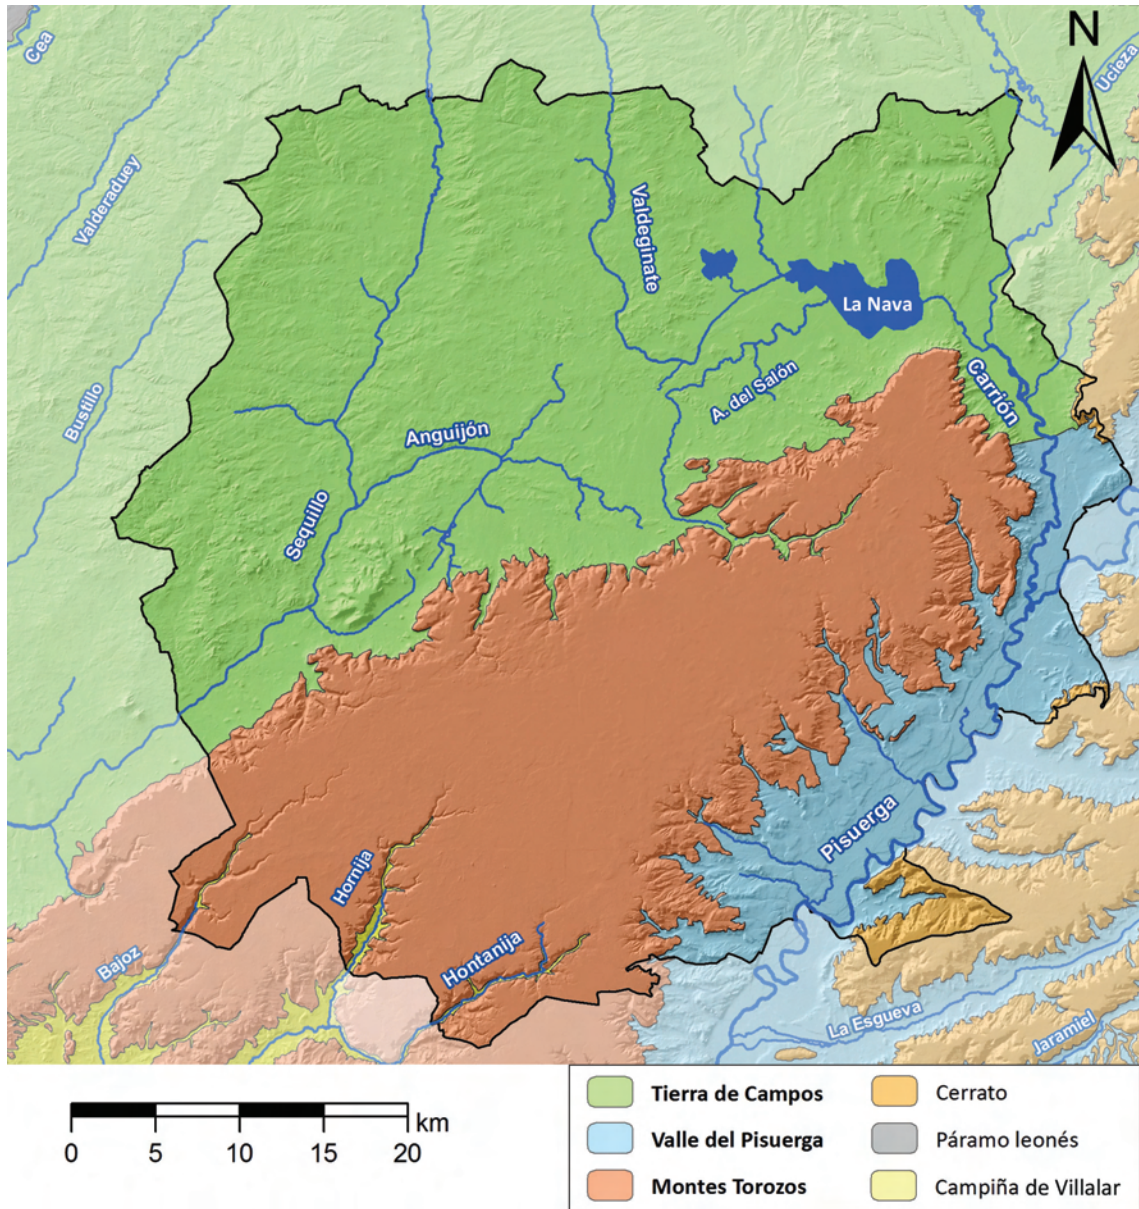 N
Cea
Ucieza
Valderaduey
Valdeginate
La Nava
Bustillo
A. del Salón
Carrión
Anguijón
Sequillo
Pisuerga
Hornija
Bajoz
Hontanija
La Esgueva
Jaramiel
km
0 5 10 15 20
Tierra de Campos
Valle del Pisuerga
Montes Torozos
Cerrato
Páramo leonés
Campiña de Villalar